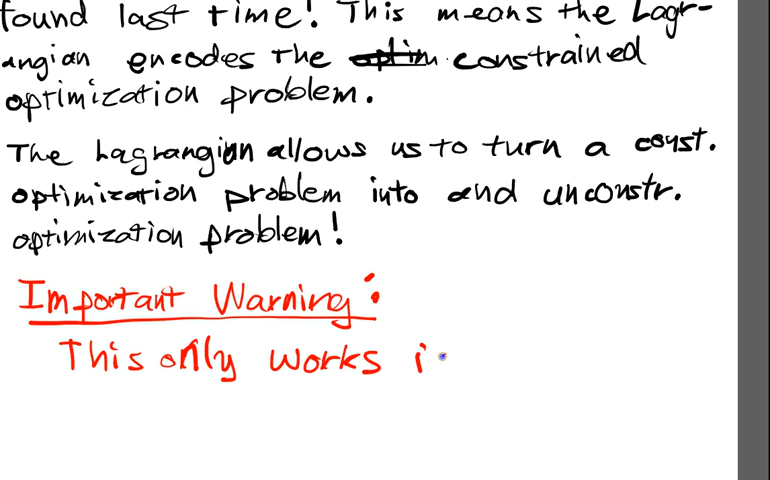 found last time! This means the Lagr-
angian encodes the constrained
optimization problem.
The Lagrangian allows us to turn a const.
optimization problem into and unconstr.
optimization problem!
Important Warning:
This only works i